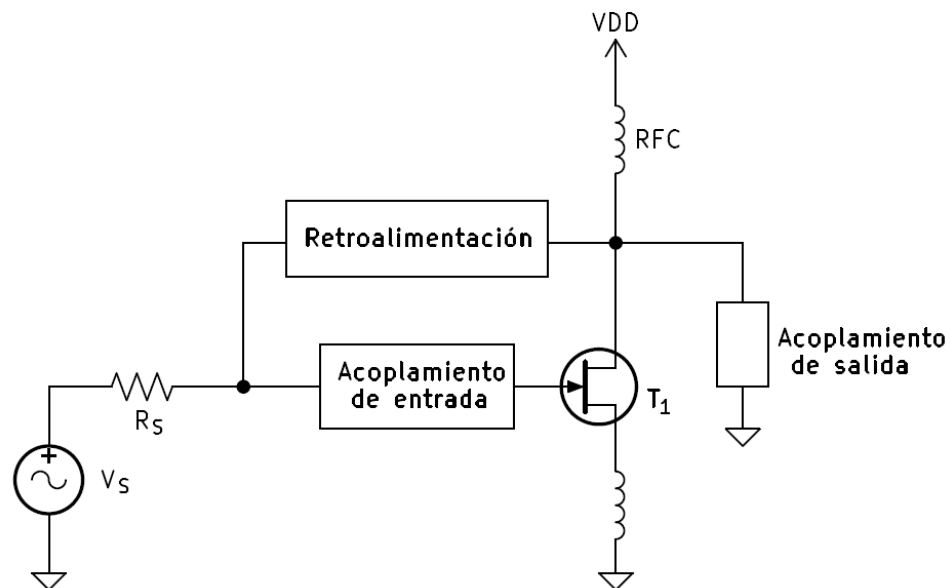 VDD
RFC
Retroalimentación
Acoplamiento
de entrada
Acoplamiento
de salida
T1
RS
+
VS